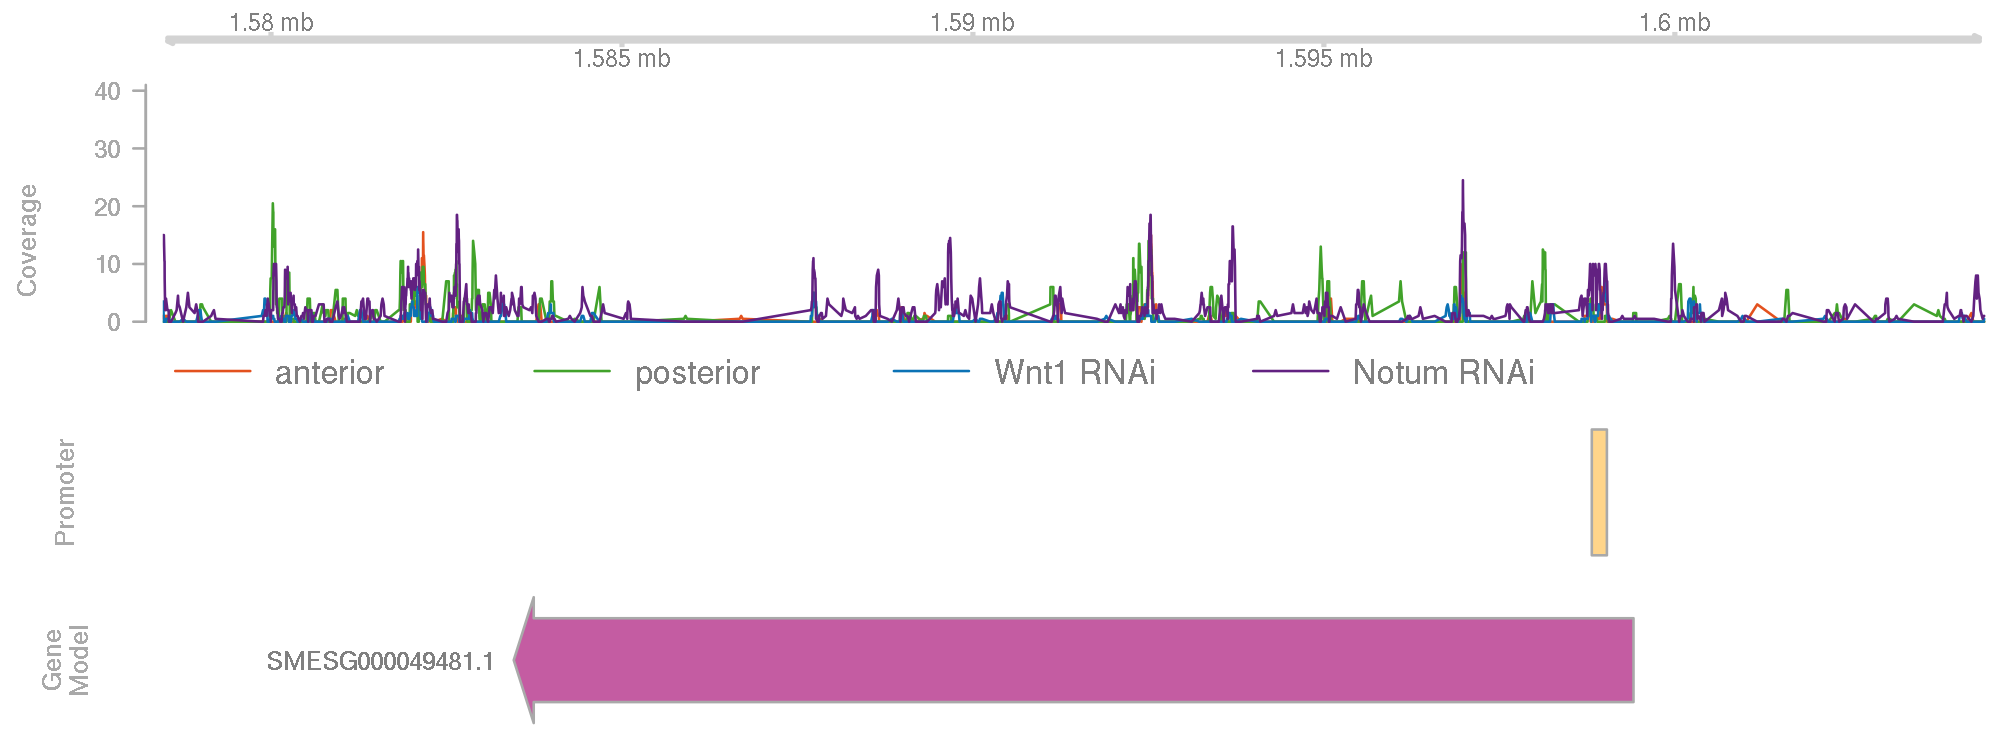 1.58 mb
1.59 mb
1.6 mb
1.585 mb
1.595 mb
40
30
20
10
0
Coverage
anterior
posterior
Wnt1 RNAi
Notum RNAi
Promoter
Gene
Model
SMESG000049481.1